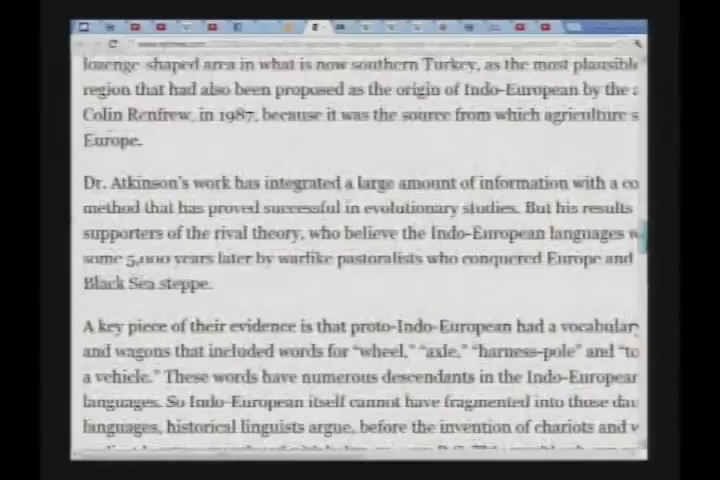 lozenge shaped area in what is now southern Turkey, as the most plausible
region that had also been proposed as the origin of Indo-European by the
Colin Renfrew, in 1987, because it was the source from which agriculture s
Europe.
Dr. Atkinson's work has integrated a large amount of information with a co
method that has proved successful in evolutionary studies. But his results
supporters of the rival theory, who believe the Indo-European languages w
some 5,000 years later by warlike pastoralists who conquered Europe and
Black Sea steppe.
A key piece of their evidence is that proto-Indo-European had a vocabular
and wagons that included words for “wheel,” “axle,” “harness-pole” and “to
a vehicle.” These words have numerous descendants in the Indo-Europear
languages. So Indo-European itself cannot have fragmented into those dau
languages, historical linguists argue, before the invention of chariots and w